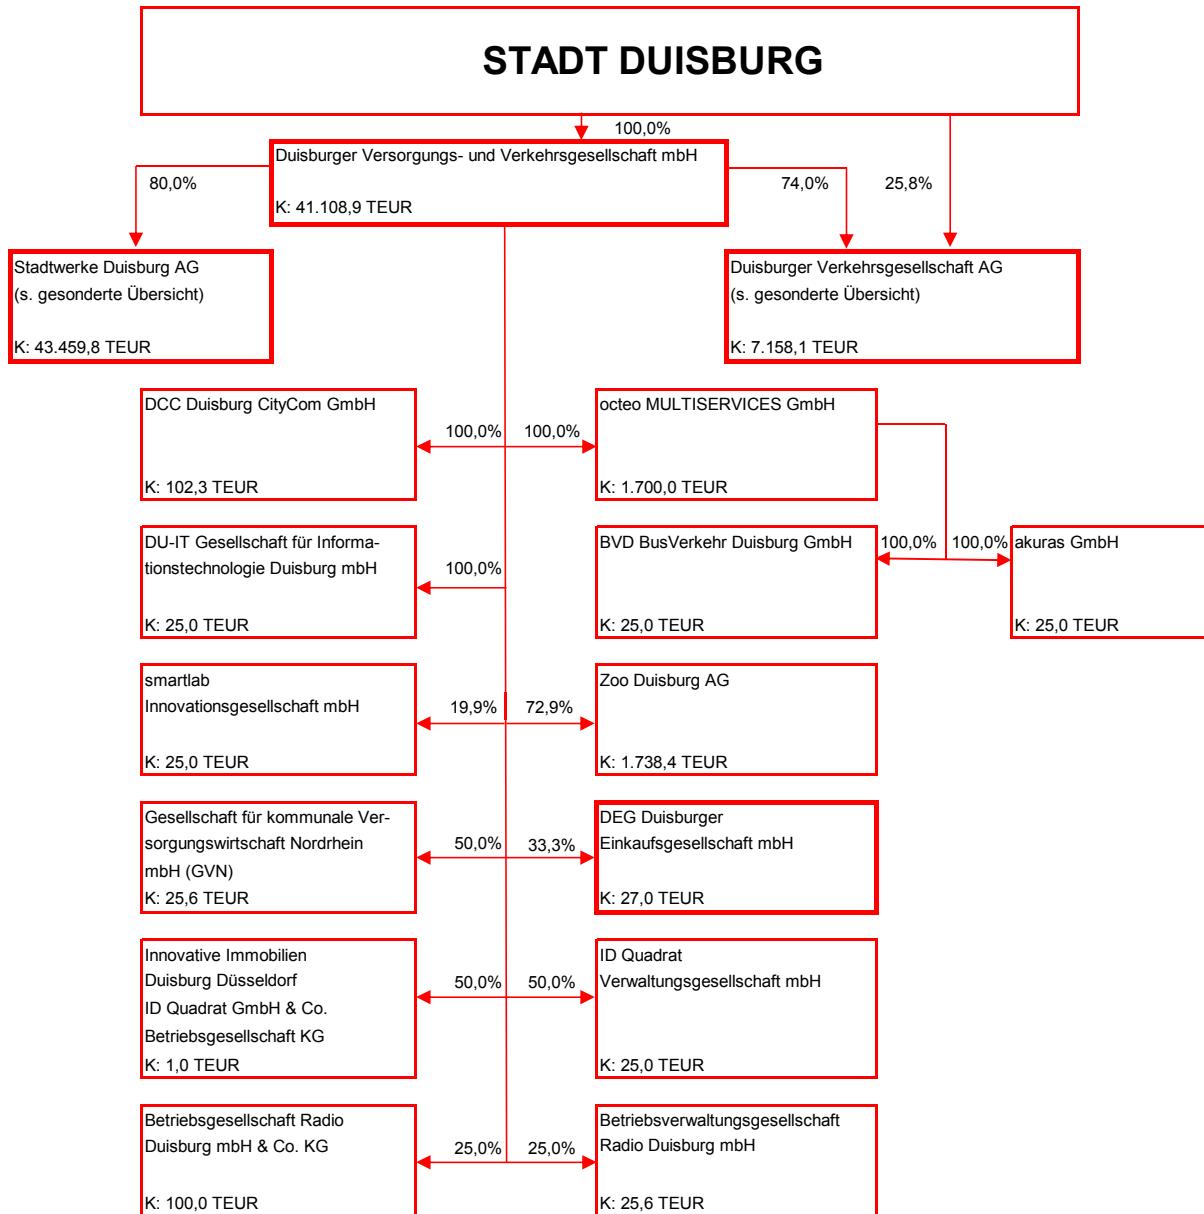 STADT DUISBURG
100,0%
Duisburger Versorgungs- und Verkehrsgesellschaft mbH
K: 41.108,9 TEUR
80,0%
74,0%
25,8%
Stadtwerke Duisburg AG
(s. gesonderte Übersicht)
K: 43.459,8 TEUR
Duisburger Verkehrsgesellschaft AG
(s. gesonderte Übersicht)
K: 7.158,1 TEUR
DCC Duisburg CityCom GmbH
K: 102,3 TEUR
100,0%
100,0%
octeo MULTISERVICES GmbH
K: 1.700,0 TEUR
DU-IT Gesellschaft für Informa-
tionstechnologie Duisburg mbH
K: 25,0 TEUR
100,0%
BVD BusVerkehr Duisburg GmbH
K: 25,0 TEUR
100,0%
100,0%
akuras GmbH
K: 25,0 TEUR
smartlab
Innovationsgesellschaft mbH
K: 25,0 TEUR
19,9%
72,9%
Zoo Duisburg AG
K: 1.738,4 TEUR
Gesellschaft für kommunale Ver-
sorgungswirtschaft Nordrhein
mbH (GVN)
K: 25,6 TEUR
50,0%
33,3%
DEG Duisburger
Einkaufsgesellschaft mbH
K: 27,0 TEUR
Innovative Immobilien
Duisburg Düsseldorf
ID Quadrat GmbH & Co.
Betriebsgesellschaft KG
K: 1,0 TEUR
50,0%
50,0%
ID Quadrat
Verwaltungsgesellschaft mbH
K: 25,0 TEUR
Betriebsgesellschaft Radio
Duisburg mbH & Co. KG
K: 100,0 TEUR
25,0%
25,0%
Betriebsverwaltungsgesellschaft
Radio Duisburg mbH
K: 25,6 TEUR